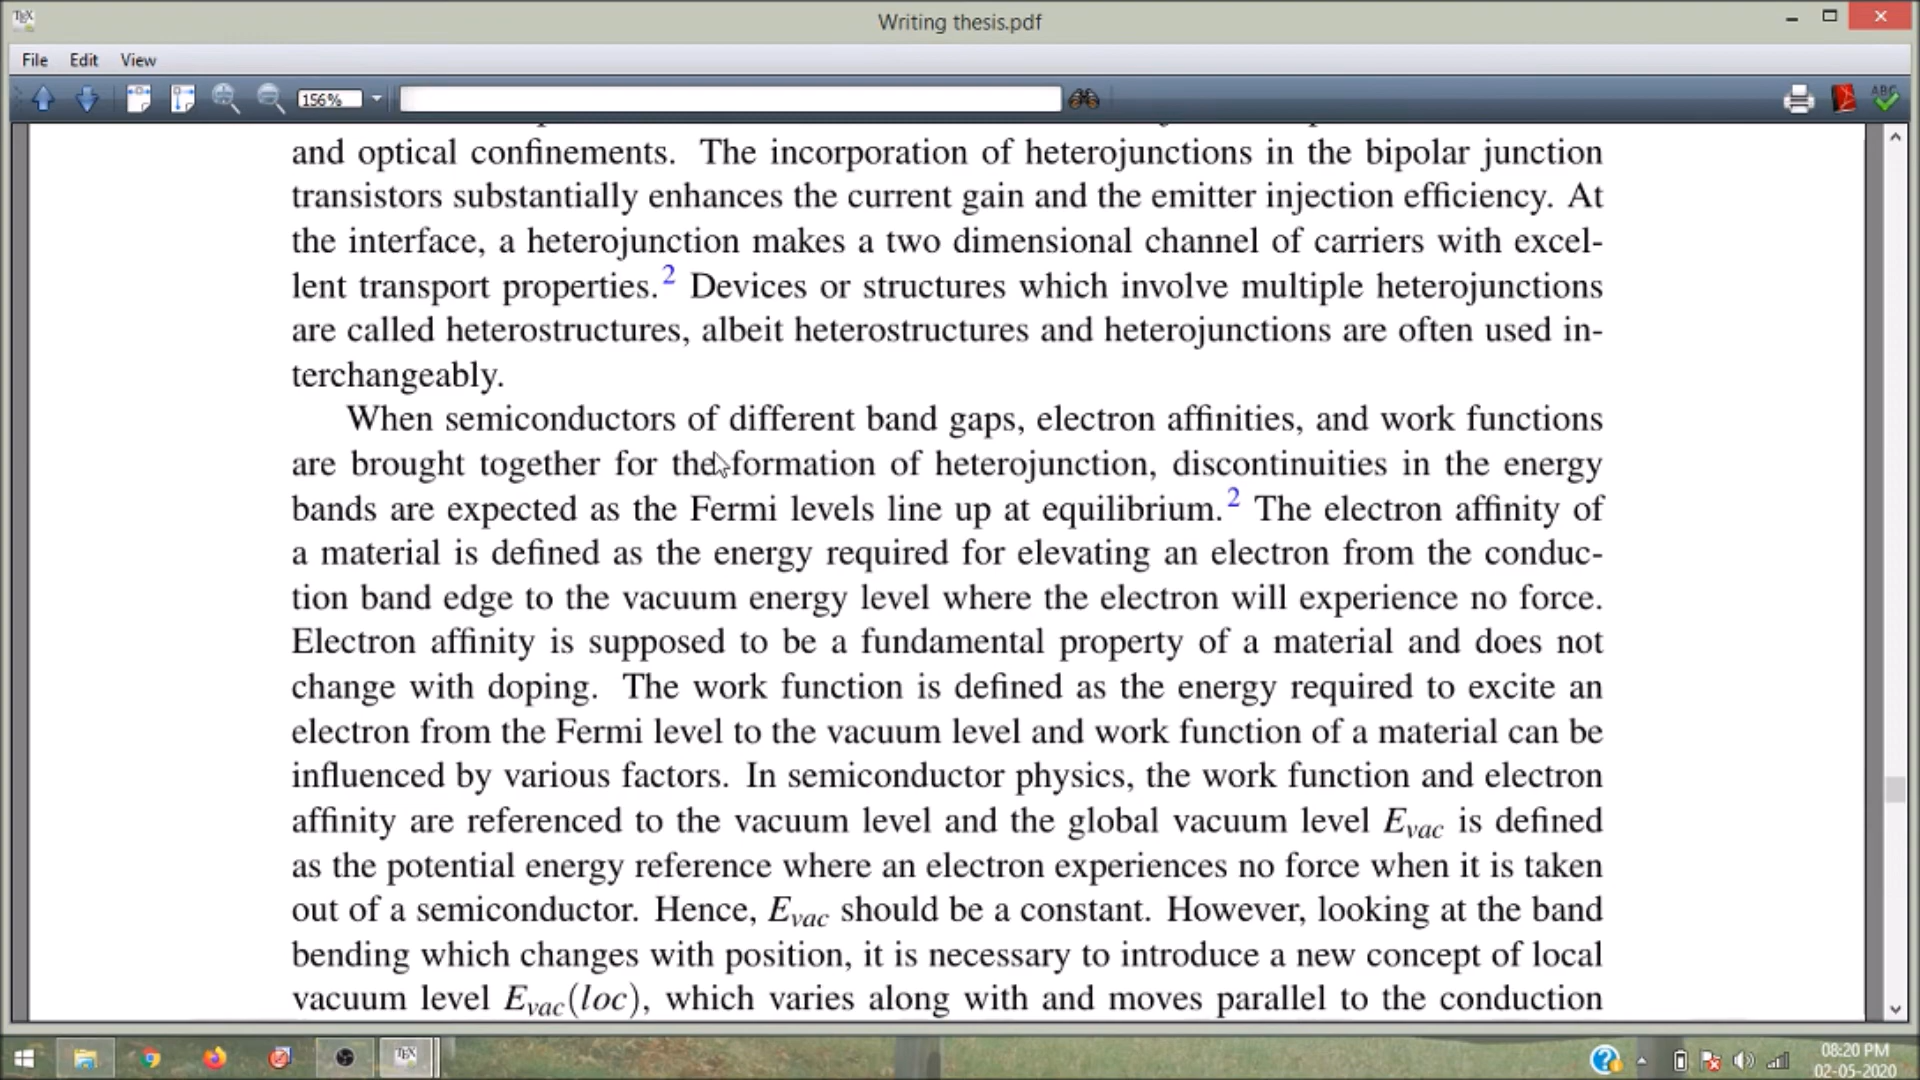 TEX
Writing thesis.pdf
File Edit View
156%
ABC
and optical confinements. The incorporation of heterojunctions in the bipolar junction
transistors substantially enhances the current gain and the emitter injection efficiency. At
the interface, a heterojunction makes a two dimensional channel of carriers with excel-
lent transport properties.2 Devices or structures which involve multiple heterojunctions
are called heterostructures, albeit heterostructures and heterojunctions are often used in-
terchangeably.
When semiconductors of different band gaps, electron affinities, and work functions
are brought together for the formation of heterojunction, discontinuities in the energy
bands are expected as the Fermi levels line up at equilibrium.2 The electron affinity of
a material is defined as the energy required for elevating an electron from the conduc-
tion band edge to the vacuum energy level where the electron will experience no force.
Electron affinity is supposed to be a fundamental property of a material and does not
change with doping. The work function is defined as the energy required to excite an
electron from the Fermi level to the vacuum level and work function of a material can be
influenced by various factors. In semiconductor physics, the work function and electron
affinity are referenced to the vacuum level and the global vacuum level Evac is defined
as the potential energy reference where an electron experiences no force when it is taken
out of a semiconductor. Hence, Evac should be a constant. However, looking at the band
bending which changes with position, it is necessary to introduce a new concept of local
vacuum level Evac(loc), which varies along with and moves parallel to the conduction
TEX
08:20 PM
02-05-2020